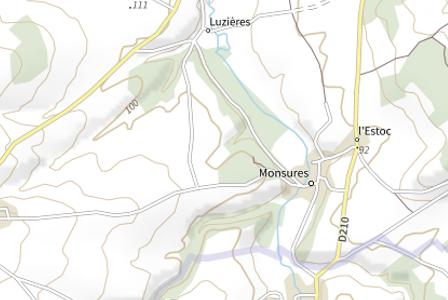 .111
Luzières
100
l'Estoc
92
Monsures
D210